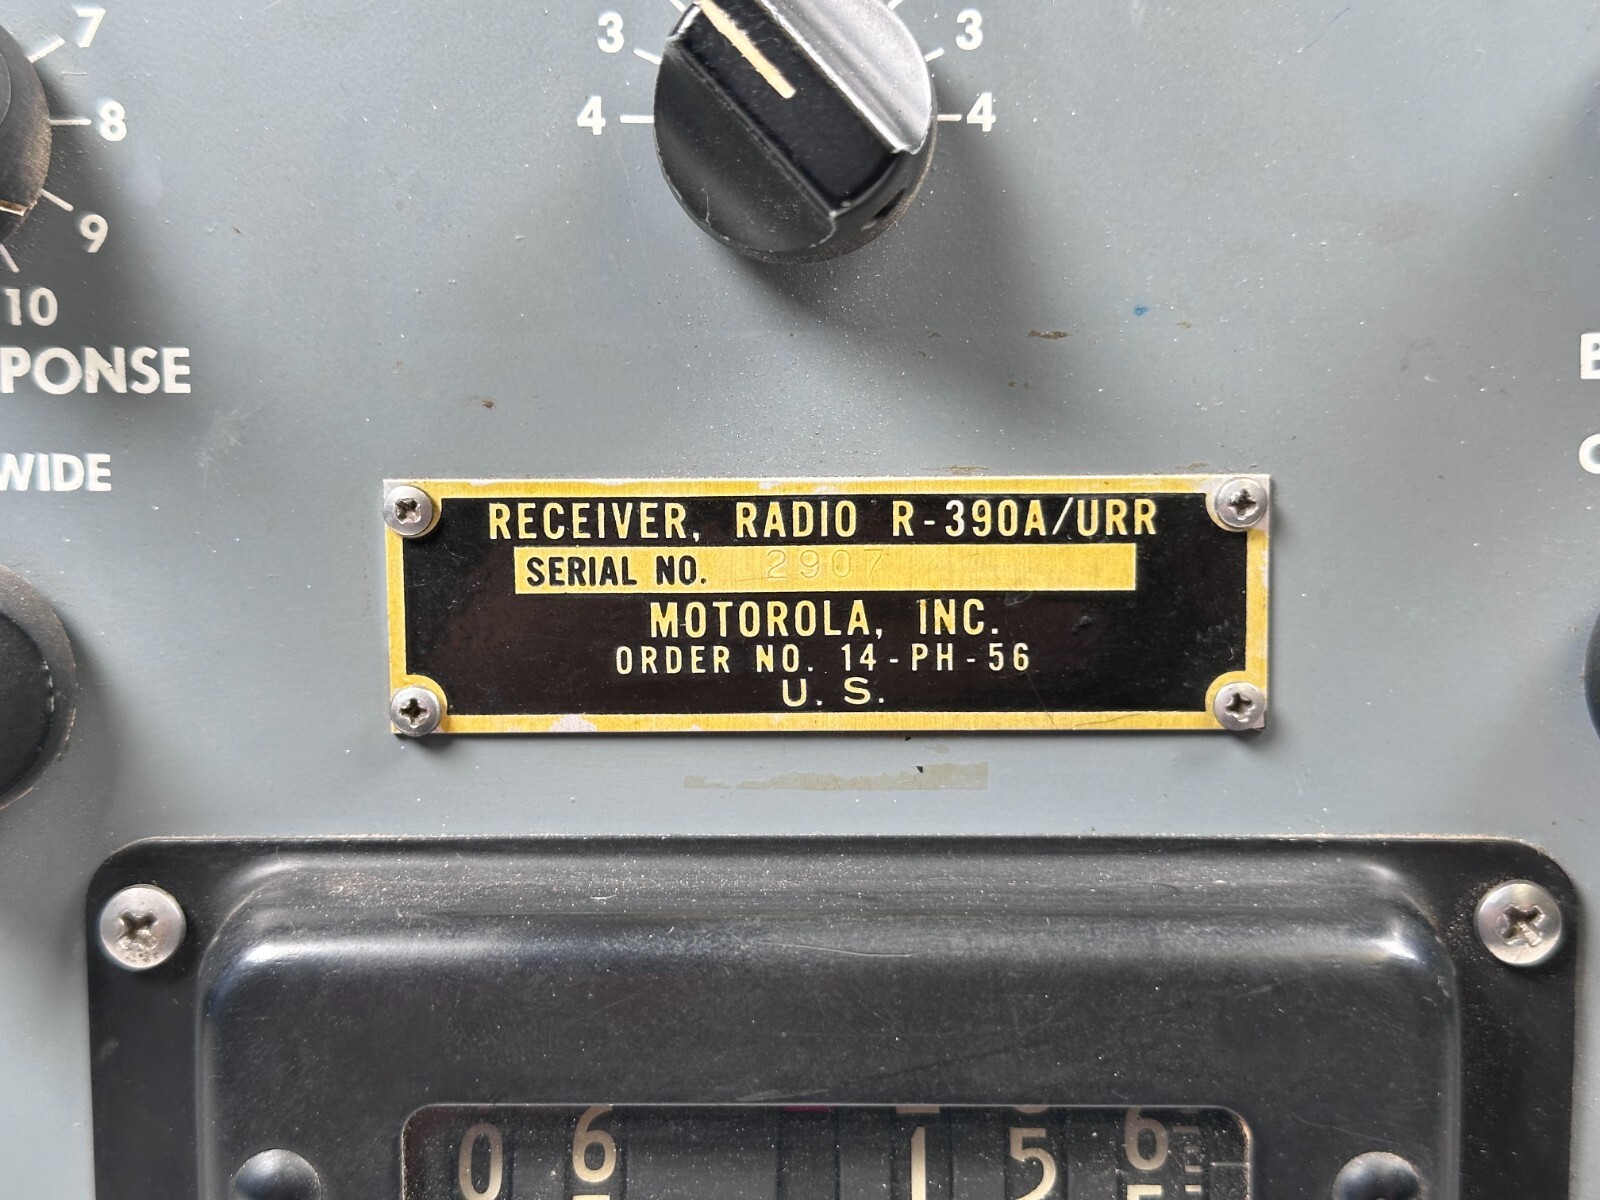 7
3
3
8
4
4
9
10
PONSE
WIDE
RECEIVER, RADIO R-390A/URR
SERIAL NO. 2907
MOTOROLA, INC.
ORDER NO. 14-PH-56
U. S.
0 6 1 5 6